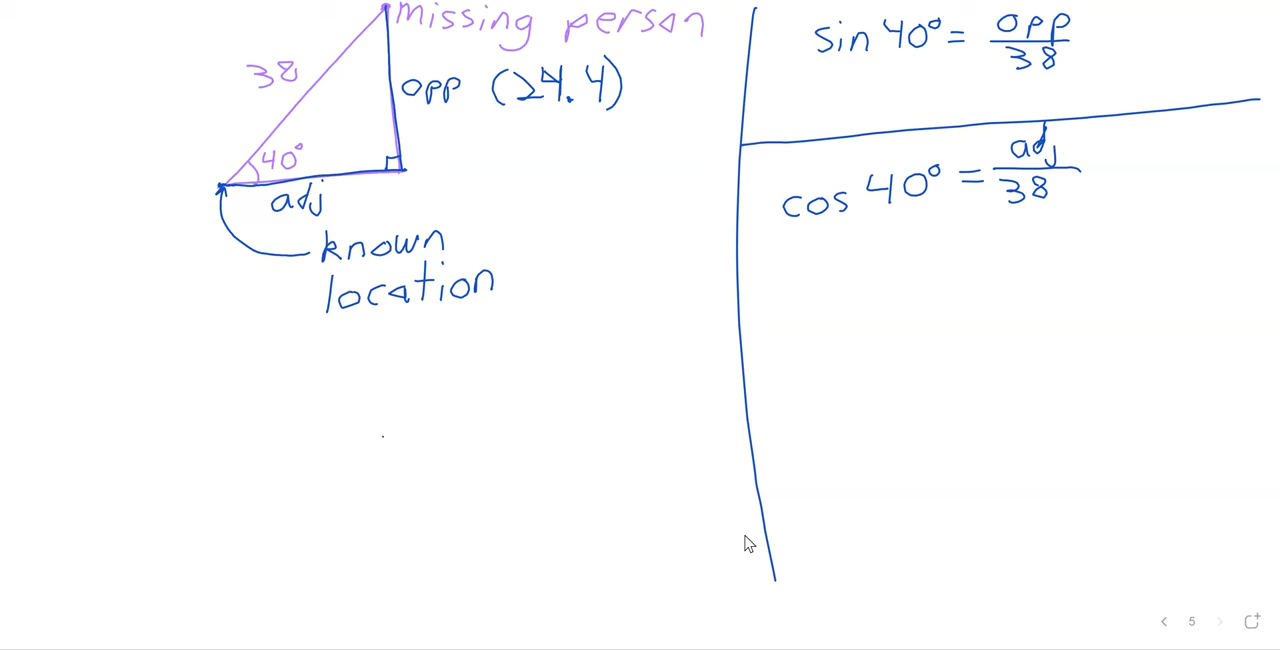 missing person
38
opp (24.4)
40°
adj
known
location
sin 40° = opp/38
cos 40° = adj/38
5